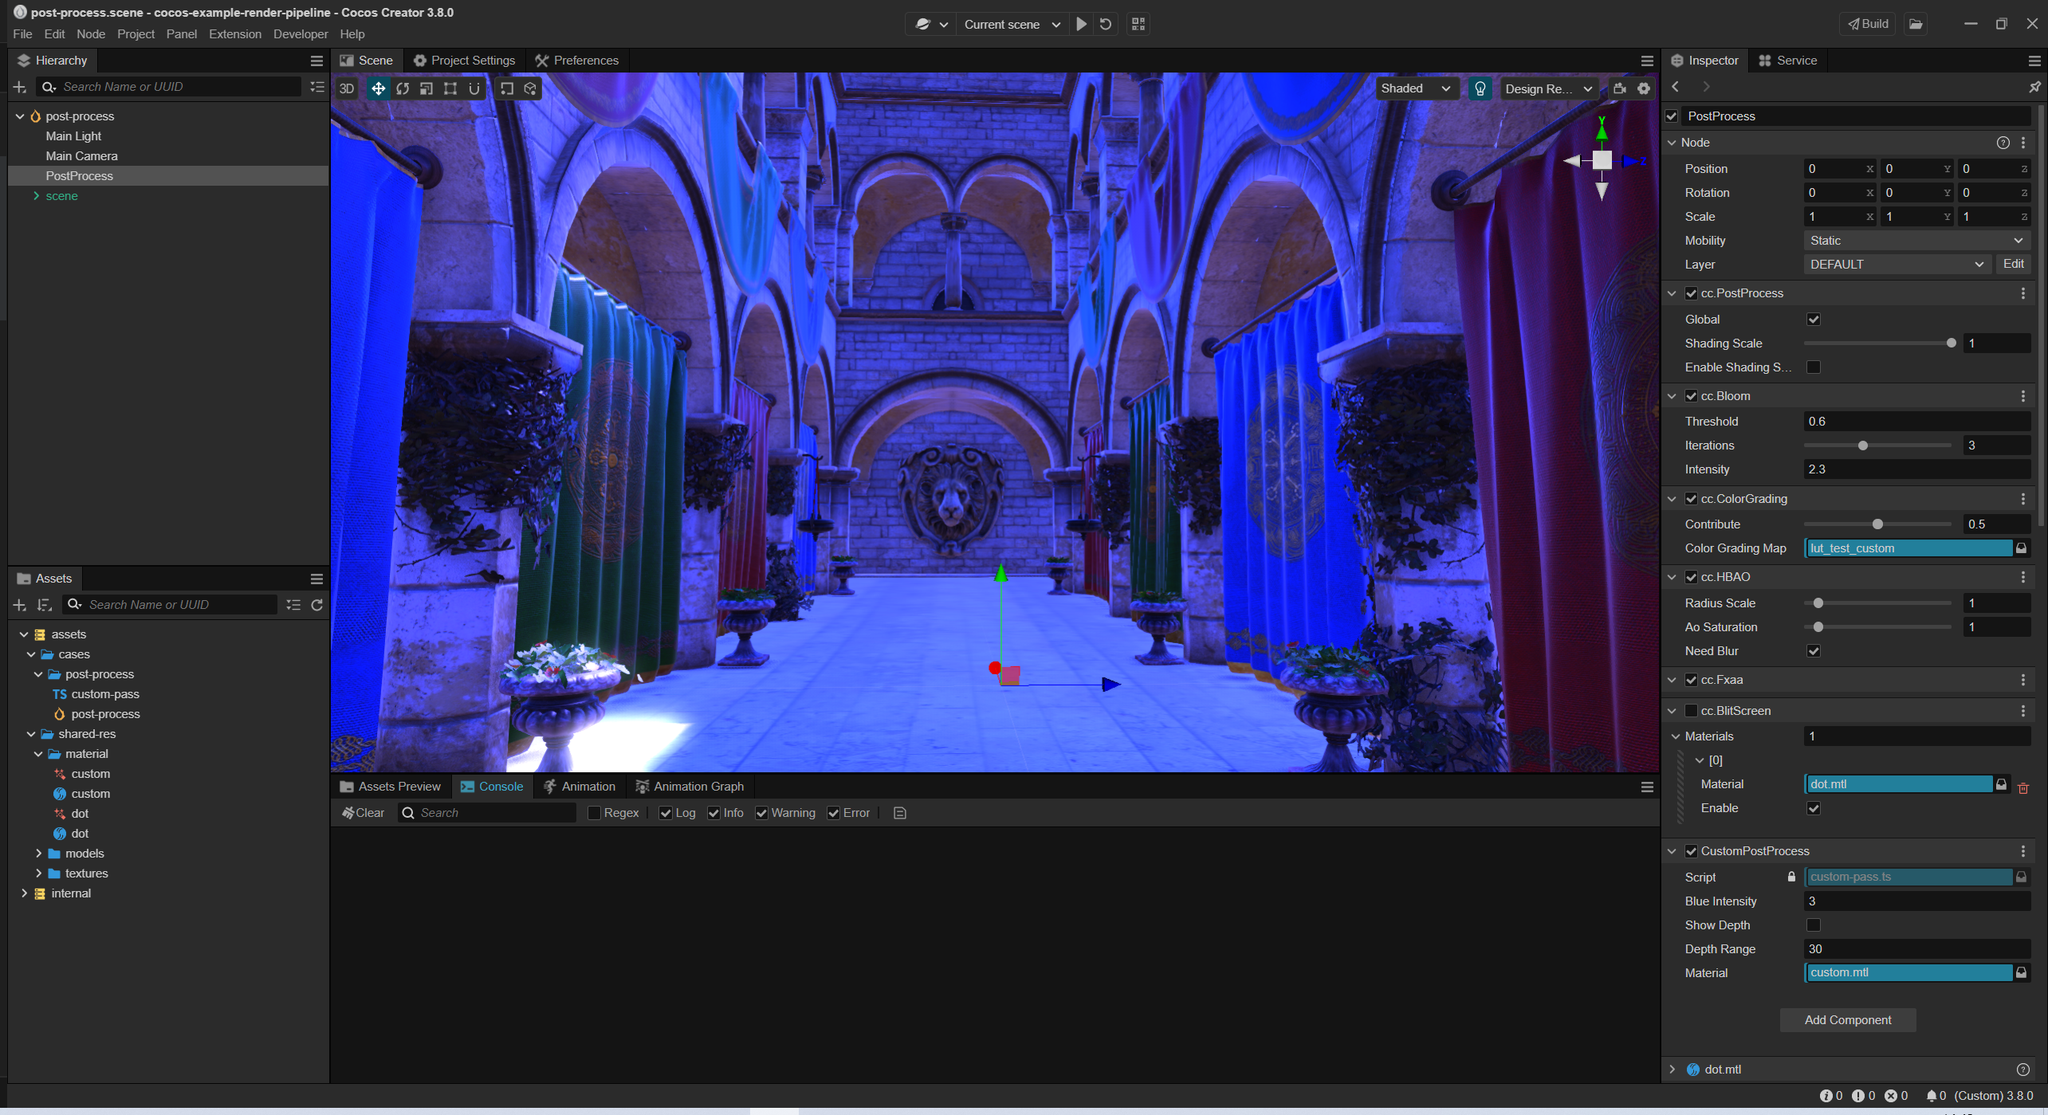 post-process.scene - cocos-example-render-pipeline - Cocos Creator 3.8.0
File Edit Node Project Panel Extension Developer Help
Current scene
Build
Hierarchy
Search Name or UUID
post-process
Main Light
Main Camera
PostProcess
scene
Assets
Search Name or UUID
assets
cases
post-process
TS custom-pass
post-process
shared-res
material
custom
custom
dot
dot
models
textures
internal
Scene Project Settings Preferences
3D
Shaded
Design Re...
Y
Z
Assets Preview Console Animation Animation Graph
Clear Search Regex Log Info Warning Error
Inspector Service
PostProcess
Node
Position 0 X 0 Y 0 Z
Rotation 0 X 0 Y 0 Z
Scale 1 X 1 Y 1 Z
Mobility Static
Layer DEFAULT Edit
cc.PostProcess
Global
Shading Scale 1
Enable Shading S...
cc.Bloom
Threshold 0.6
Iterations 3
Intensity 2.3
cc.ColorGrading
Contribute 0.5
Color Grading Map lut_test_custom
cc.HBAO
Radius Scale 1
Ao Saturation 1
Need Blur
cc.Fxaa
cc.BlitScreen
Materials 1
[0]
Material dot.mtl
Enable
CustomPostProcess
Script custom-pass.ts
Blue Intensity 3
Show Depth
Depth Range 30
Material custom.mtl
Add Component
dot.mtl
0 0 0 0 (Custom) 3.8.0